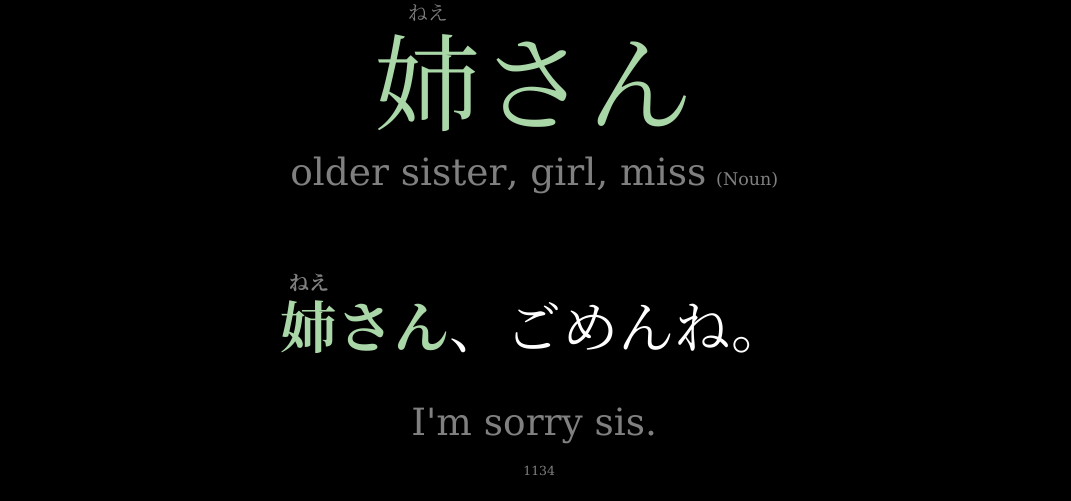 ねえ
姉さん
older sister, girl, miss (Noun)
ねえ
姉さん、ごめんね。
I'm sorry sis.
1134